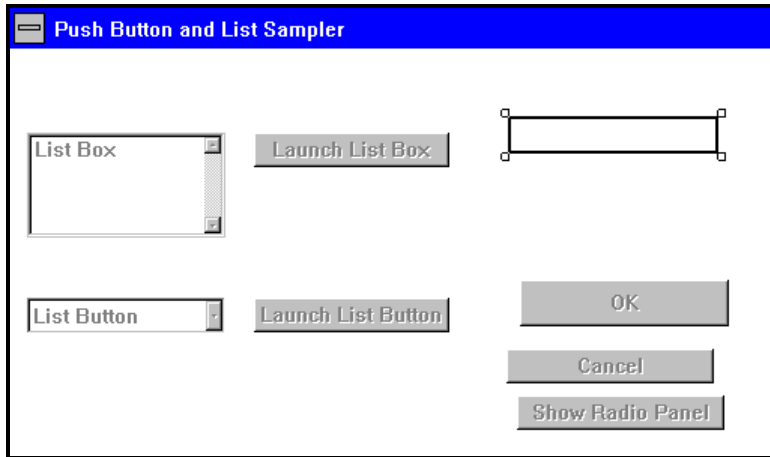 Push Button and List Sampler
List Box
Launch List Box
List Button
Launch List Button
OK
Cancel
Show Radio Panel